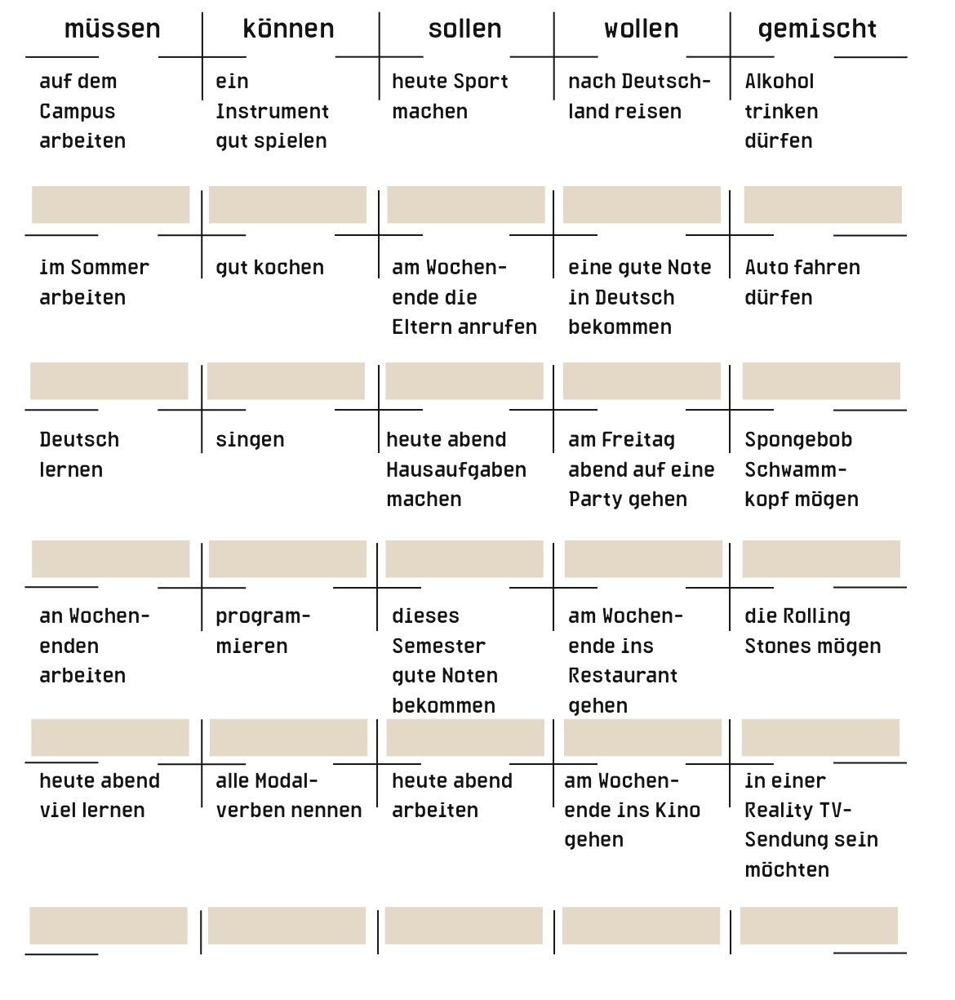 müssen können sollen wollen gemischt
auf dem
Campus
arbeiten
ein
Instrument
gut spielen
heute Sport
machen
nach Deutsch-
land reisen
Alkohol
trinken
dürfen
im Sommer
arbeiten
gut kochen
am Wochen-
ende die
Eltern anrufen
eine gute Note
in Deutsch
bekommen
Auto fahren
dürfen
Deutsch
lernen
singen
heute abend
Hausaufgaben
machen
am Freitag
abend auf eine
Party gehen
Spongebob
Schwamm-
kopf mögen
an Wochen-
enden
arbeiten
program-
mieren
dieses
Semester
gute Noten
bekommen
am Wochen-
ende ins
Restaurant
gehen
die Rolling
Stones mögen
heute abend
viel lernen
alle Modal-
verben nennen
heute abend
arbeiten
am Wochen-
ende ins Kino
gehen
in einer
Reality TV-
Sendung sein
möchten